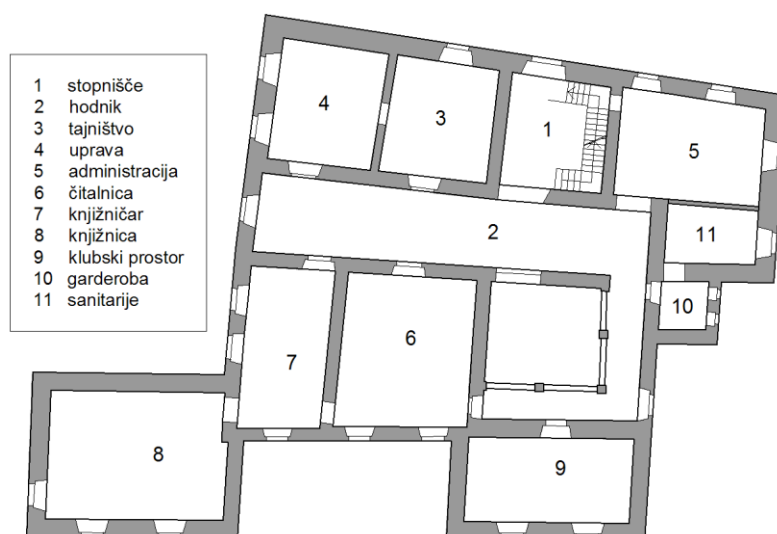 1 stopnišče
2 hodnik
3 tajništvo
4 uprava
5 administracija
6 čitalnica
7 knjižničar
8 knjižnica
9 klubski prostor
10 garderoba
11 sanitarije
4
3
1
5
2
11
10
7
6
8
9